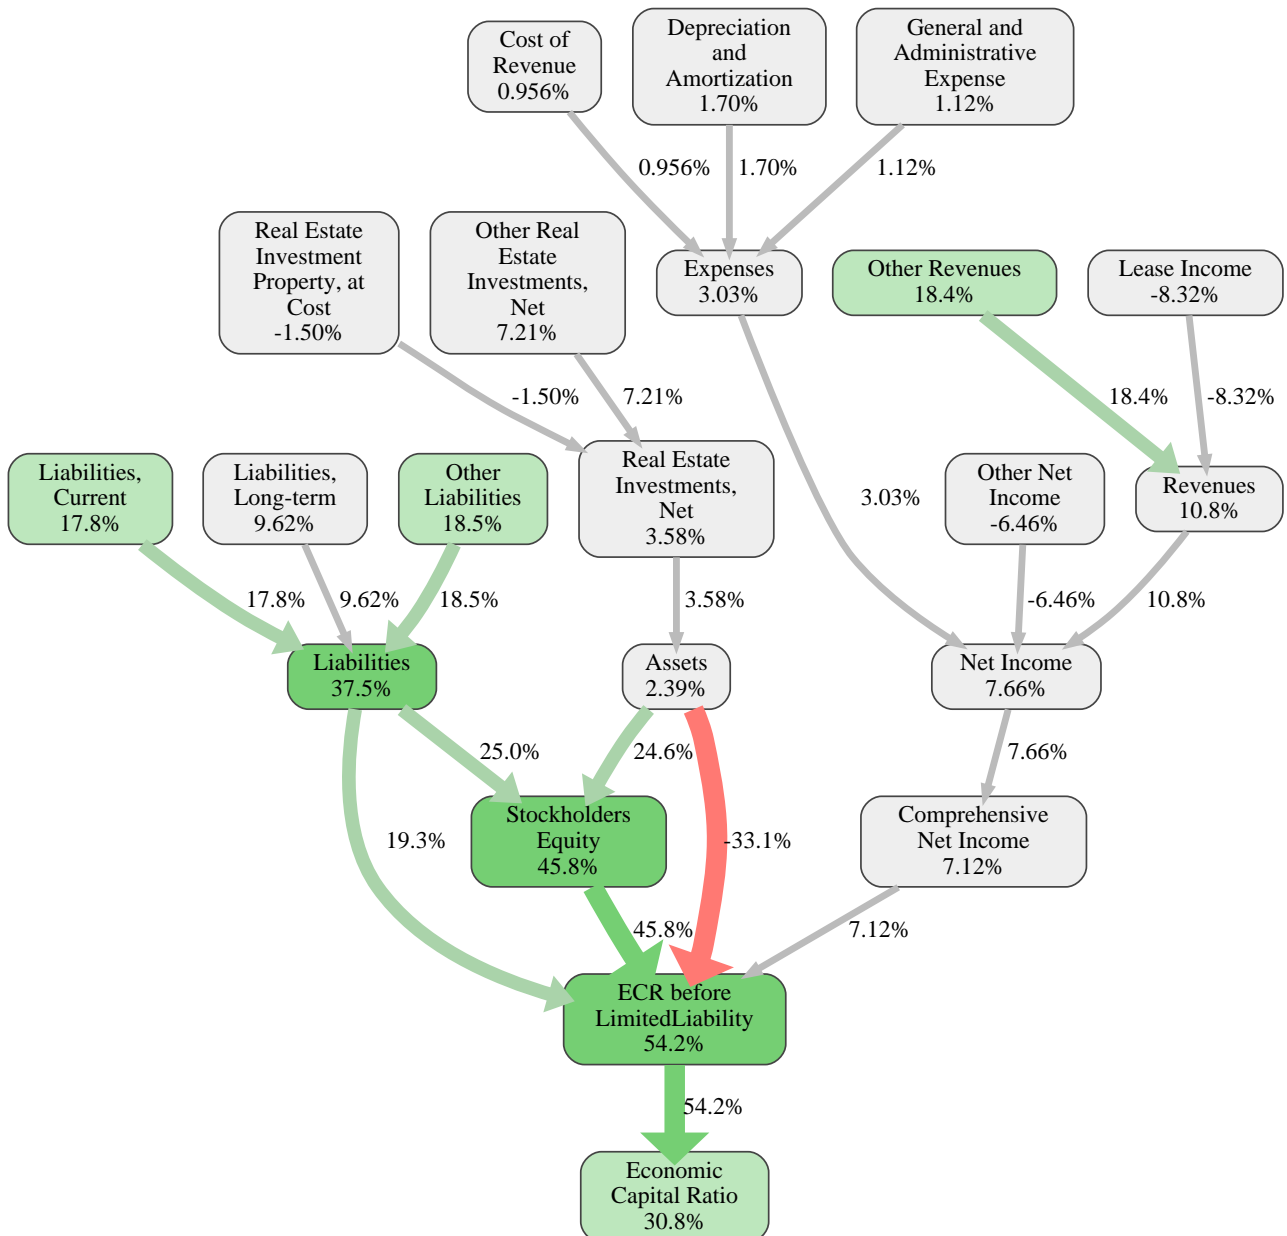 Cost of
Revenue
0.956%
Depreciation
and
Amortization
1.70%
General and
Administrative
Expense
1.12%
0.956%
1.70%
1.12%
Real Estate
Investment
Property, at
Cost
-1.50%
Other Real
Estate
Investments,
Net
7.21%
Expenses
3.03%
Other Revenues
18.4%
Lease Income
-8.32%
-1.50%
7.21%
18.4%
-8.32%
Liabilities,
Current
17.8%
Liabilities,
Long-term
9.62%
Other
Liabilities
18.5%
Real Estate
Investments,
Net
3.58%
3.03%
Other Net
Income
-6.46%
Revenues
10.8%
17.8%
9.62%
18.5%
3.58%
-6.46%
10.8%
Liabilities
37.5%
Assets
2.39%
Net Income
7.66%
25.0%
24.6%
7.66%
19.3%
Stockholders
Equity
45.8%
-33.1%
Comprehensive
Net Income
7.12%
45.8%
7.12%
ECR before
LimitedLiability
54.2%
54.2%
Economic
Capital Ratio
30.8%